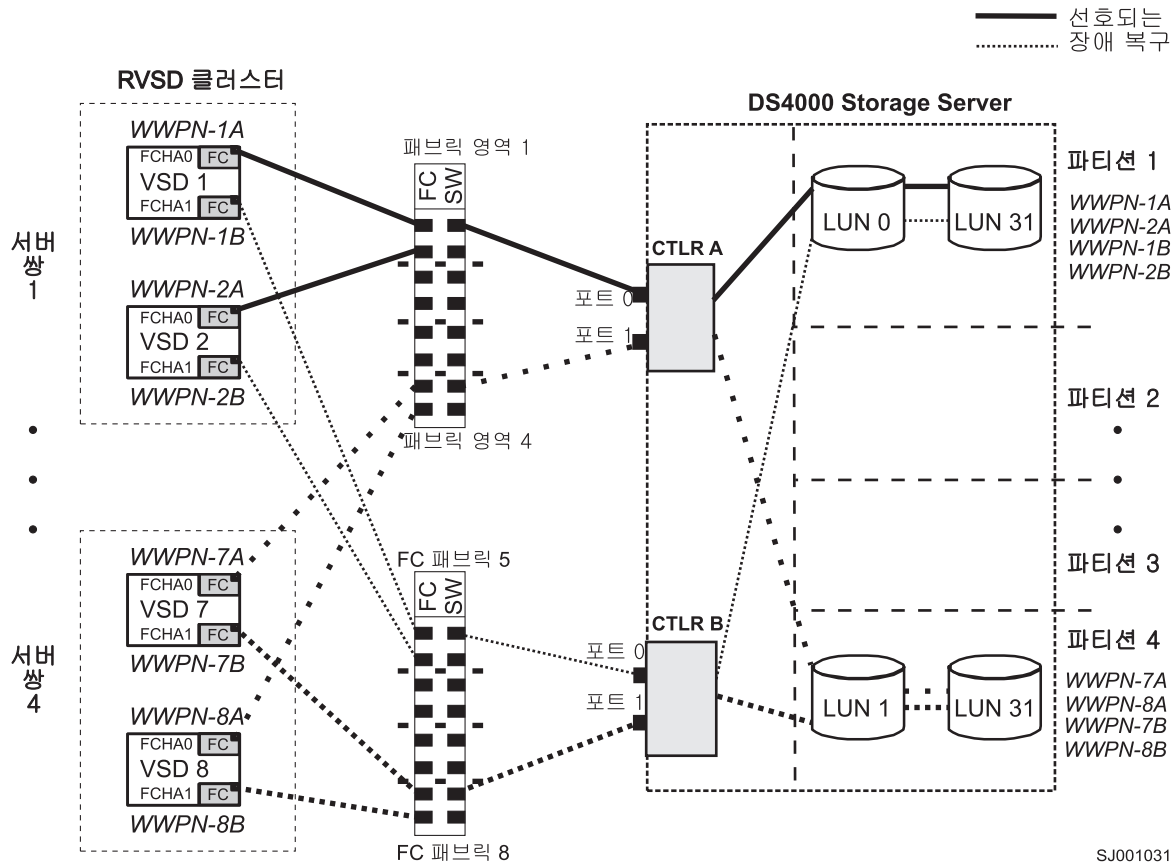 선호되는
장애 복구
RVSD 클러스터
DS4000 Storage Server
서버
쌍
1
WWPN-1A
FCHA0 FC
VSD 1
FCHA1 FC
WWPN-1B
WWPN-2A
FCHA0 FC
VSD 2
FCHA1 FC
WWPN-2B
패브릭 영역 1
FC SW
패브릭 영역 4
CTLR A
포트 0
포트 1
LUN 0
LUN 31
파티션 1
WWPN-1A
WWPN-2A
WWPN-1B
WWPN-2B
파티션 2
파티션 3
서버
쌍
4
WWPN-7A
FCHA0 FC
VSD 7
FCHA1 FC
WWPN-7B
WWPN-8A
FCHA0 FC
VSD 8
FCHA1 FC
WWPN-8B
FC 패브릭 5
FC SW
FC 패브릭 8
CTLR B
포트 0
포트 1
LUN 1
LUN 31
파티션 4
WWPN-7A
WWPN-8A
WWPN-7B
WWPN-8B
SJ001031